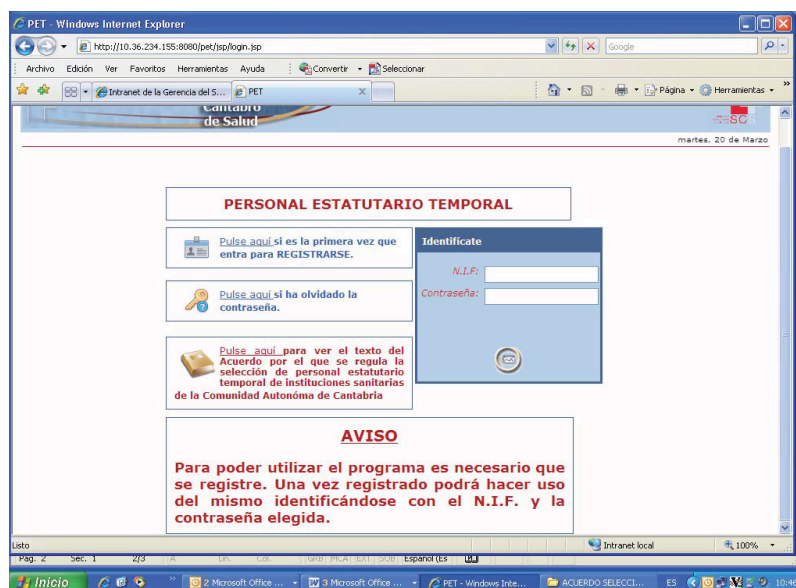 PET - Windows Internet Explorer
http://10.36.234.155:8080/pet/jsp/login.jsp
Google
Archivo Edición Ver Favoritos Herramientas Ayuda Convertir Seleccionar
Intranet de la Gerencia del S... PET X Página Herramientas
Cántabro
de Salud
SC
martes, 20 de Marzo
PERSONAL ESTATUTARIO TEMPORAL
Pulse aquí si es la primera vez que
entra para REGISTRARSE.
Identifícate
N.I.F:
Contraseña:
Pulse aquí si ha olvidado la
contraseña.
Pulse aquí para ver el texto del
Acuerdo por el que se regula la
selección de personal estatutario
temporal de instituciones sanitarias
de la Comunidad Autonóma de Cantabria
AVISO
Para poder utilizar el programa es necesario que
se registre. Una vez registrado podrá hacer uso
del mismo identificándose con el N.I.F. y la
contraseña elegida.
Listo Intranet local 100%
Pág. 2 Sec. 1 2/3 A Lín. Col. GRB MCA EXT SOB Español (Es
Inicio 2 Microsoft Office ... 3 Microsoft Office ... PET - Windows Inte... ACUERDO SELECCI... ES 10:46